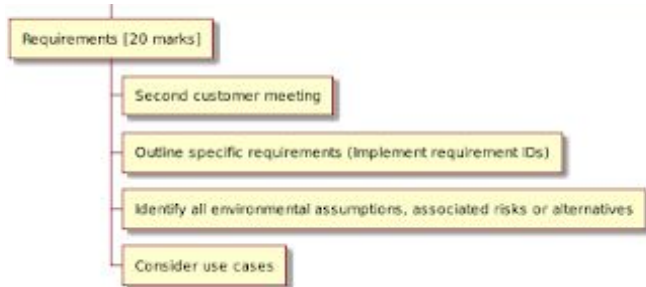 Requirements [20 marks]
Second customer meeting
Outline specific requirements (Implement requirement IDs)
Identify all environmental assumptions, associated risks or alternatives
Consider use cases